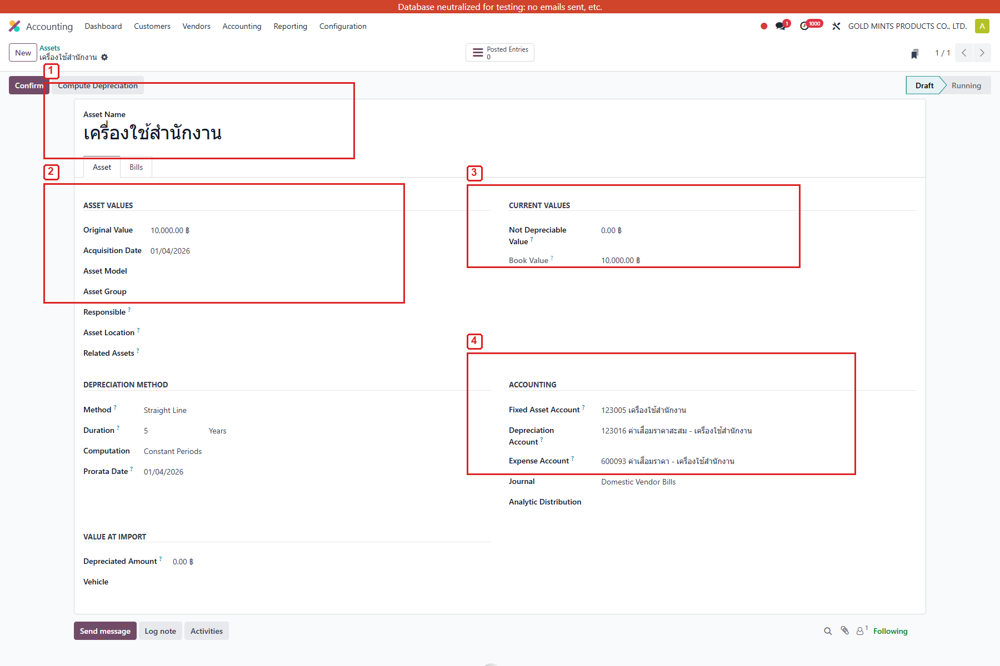 Database neutralized for testing: no emails sent, etc.
Accounting Dashboard Customers Vendors Accounting Reporting Configuration 1 1000 GOLD MINTS PRODUCTS CO., LTD. A
New Assets
เครื่องใช้สำนักงาน
Posted Entries
0
1 / 1
1
Confirm Compute Depreciation Draft Running
Asset Name
เครื่องใช้สำนักงาน
Asset Bills
2
3
ASSET VALUES
Original Value 10,000.00 ฿
Acquisition Date 01/04/2026
Asset Model
Asset Group
Responsible ?
Asset Location ?
Related Assets ?
CURRENT VALUES
Not Depreciable Value ? 0.00 ฿
Book Value ? 10,000.00 ฿
4
DEPRECIATION METHOD
Method ? Straight Line
Duration ? 5 Years
Computation Constant Periods
Prorata Date ? 01/04/2026
ACCOUNTING
Fixed Asset Account ? 123005 เครื่องใช้สำนักงาน
Depreciation Account ? 123016 ค่าเสื่อมราคาสะสม - เครื่องใช้สำนักงาน
Expense Account ? 600093 ค่าเสื่อมราคา - เครื่องใช้สำนักงาน
Journal Domestic Vendor Bills
Analytic Distribution
VALUE AT IMPORT
Depreciated Amount ? 0.00 ฿
Vehicle
Send message Log note Activities 1 Following